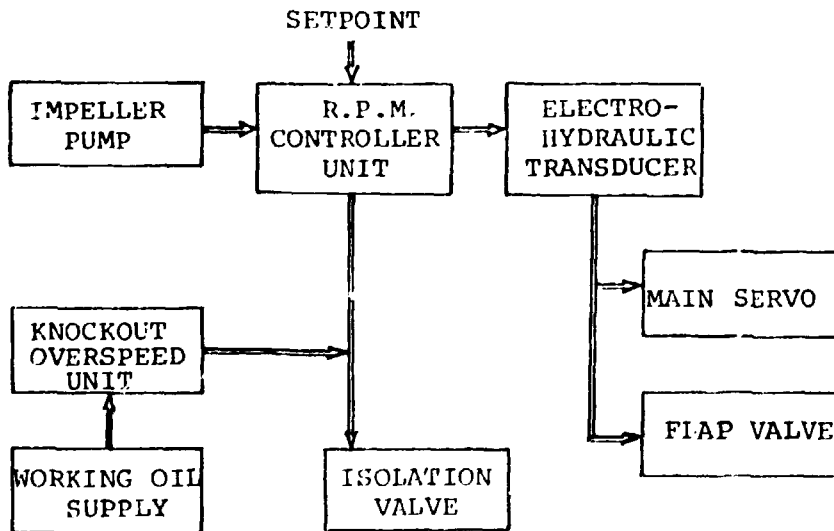 SETPOINT
IMPELLER
PUMP
R.P.M.
CONTROLLER
UNIT
ELECTRO-
HYDRAULIC
TRANSDUCER
MAIN SERVO
KNOCKOUT
OVERSPEED
UNIT
FLAP VALVE
WORKING OIL
SUPPLY
ISOLATION
VALVE